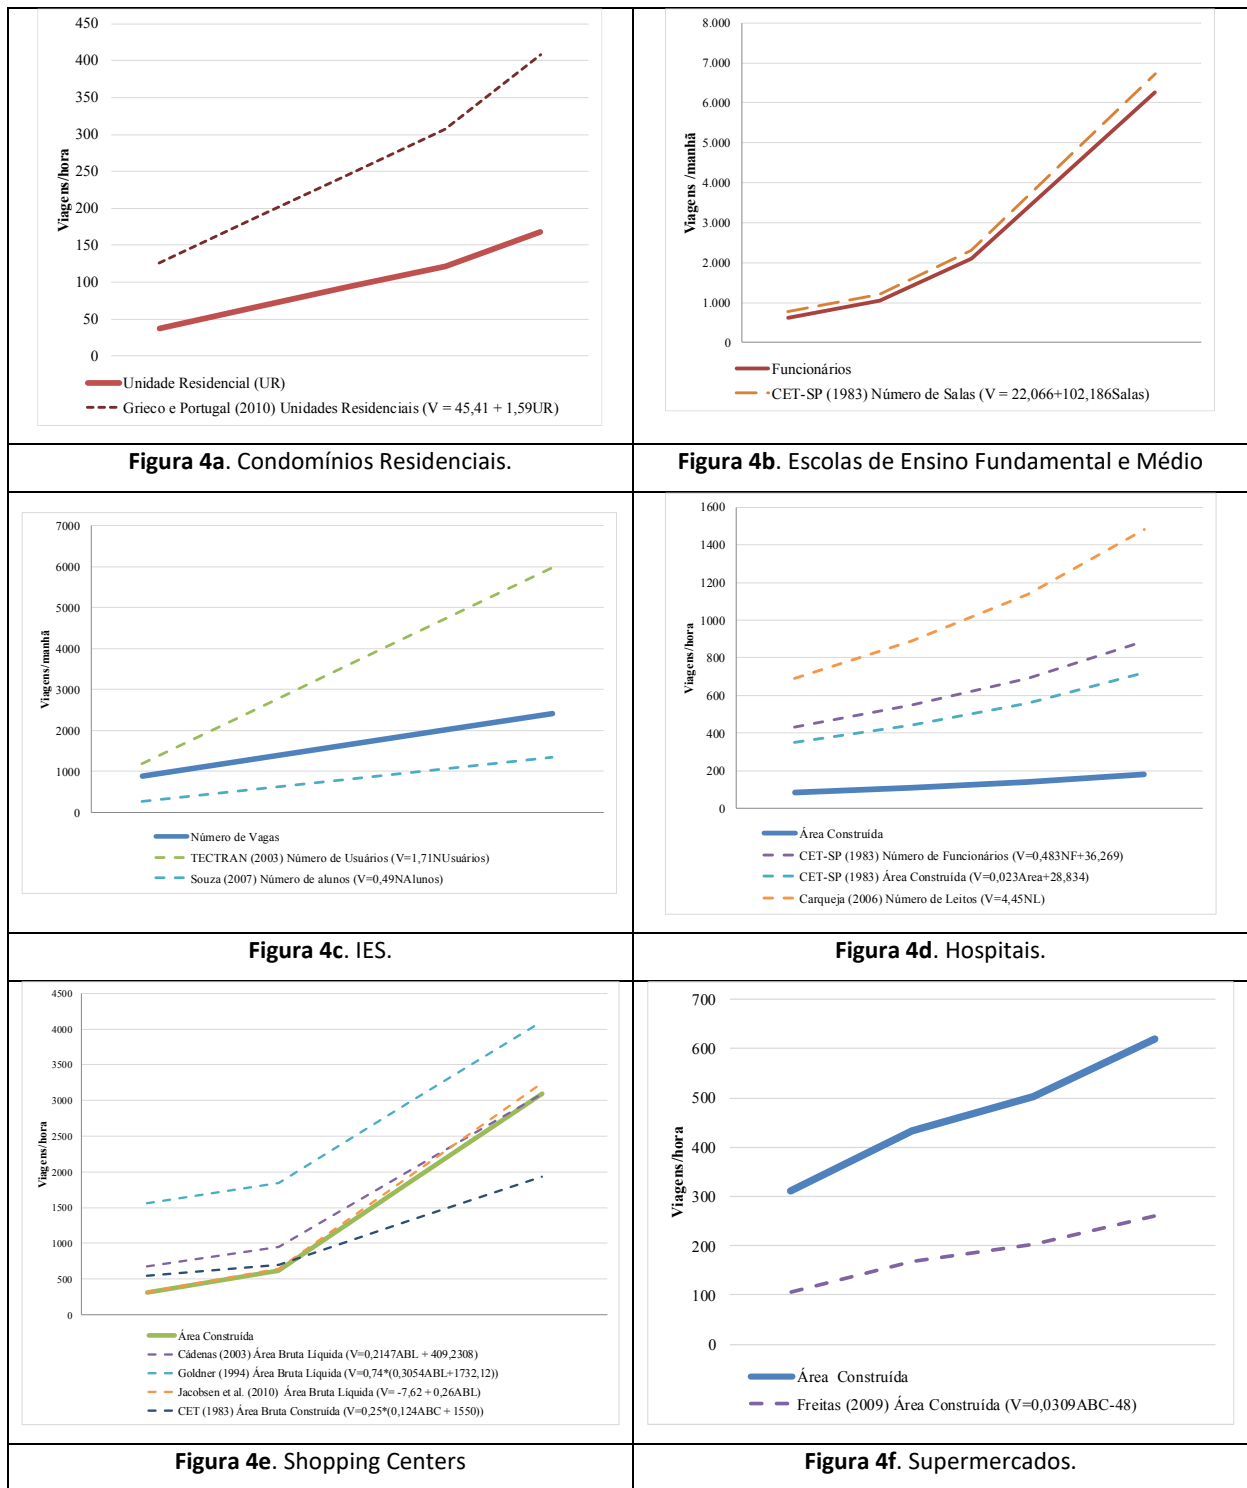 450
400
350
300
250
200
150
100
50
0
Viagens/hora
Unidade Residencial (UR)
Grieco e Portugal (2010) Unidades Residenciais (V = 45,41 + 1,59UR)
8.000
7.000
6.000
5.000
4.000
3.000
2.000
1.000
0
Viagens /manhã
Funcionários
CET-SP (1983) Número de Salas (V = 22,066+102,186Salas)
Figura 4a. Condomínios Residenciais.
Figura 4b. Escolas de Ensino Fundamental e Médio
7000
6000
5000
4000
3000
2000
1000
0
Viagens/manhã
Número de Vagas
TECTRAN (2003) Número de Usuários (V=1,71NUsuários)
Souza (2007) Número de alunos (V=0,49NAlunos)
1600
1400
1200
1000
800
600
400
200
0
Viagens/hora
Área Construída
CET-SP (1983) Número de Funcionários (V=0,483NF+36,269)
CET-SP (1983) Área Construída (V=0,023Area+28,834)
Carqueja (2006) Número de Leitos (V=4,45NL)
Figura 4c. IES.
Figura 4d. Hospitais.
4500
4000
3500
3000
2500
2000
1500
1000
500
0
Viagens/hora
Área Construída
Cádenas (2003) Área Bruta Líquida (V=0,2147ABL + 409,2308)
Goldner (1994) Área Bruta Líquida (V=0,74*(0,3054ABL+1732,12))
Jacobsen et al. (2010) Área Bruta Líquida (V= -7,62 + 0,26ABL)
CET (1983) Área Bruta Construída (V=0,25*(0,124ABC + 1550))
700
600
500
400
300
200
100
0
Viagens/hora
Área Construída
Freitas (2009) Área Construída (V=0,0309ABC-48)
Figura 4e. Shopping Centers
Figura 4f. Supermercados.